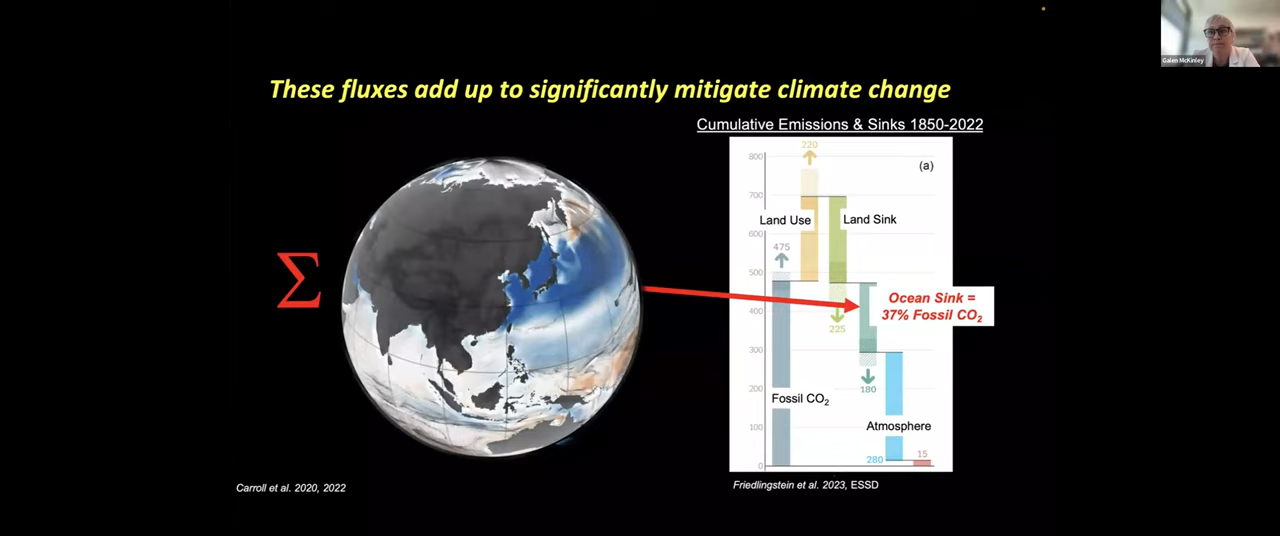 Galen McKinley
These fluxes add up to significantly mitigate climate change
Cumulative Emissions & Sinks 1850-2022
220
800
(a)
700
Land Use
Land Sink
600
475
500
Σ
Ocean Sink =
37% Fossil CO₂
400
225
300
180
200
Fossil CO₂
100
Atmosphere
280
15
0
Carroll et al. 2020, 2022
Friedlingstein et al. 2023, ESSD